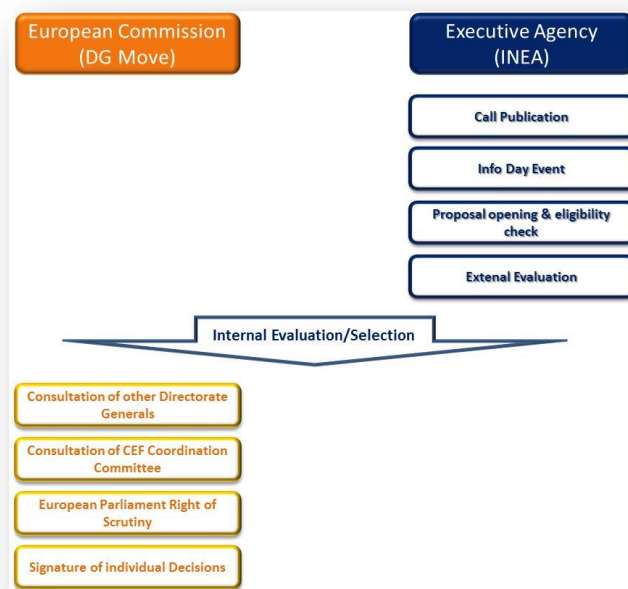 European Commission
(DG Move)
Executive Agency
(INEA)
Call Publication
Info Day Event
Proposal opening & eligibility
check
Extenal Evaluation
Internal Evaluation/Selection
Consultation of other Directorate
Generals
Consultation of CEF Coordination
Committee
European Parliament Right of
Scrutiny
Signature of individual Decisions